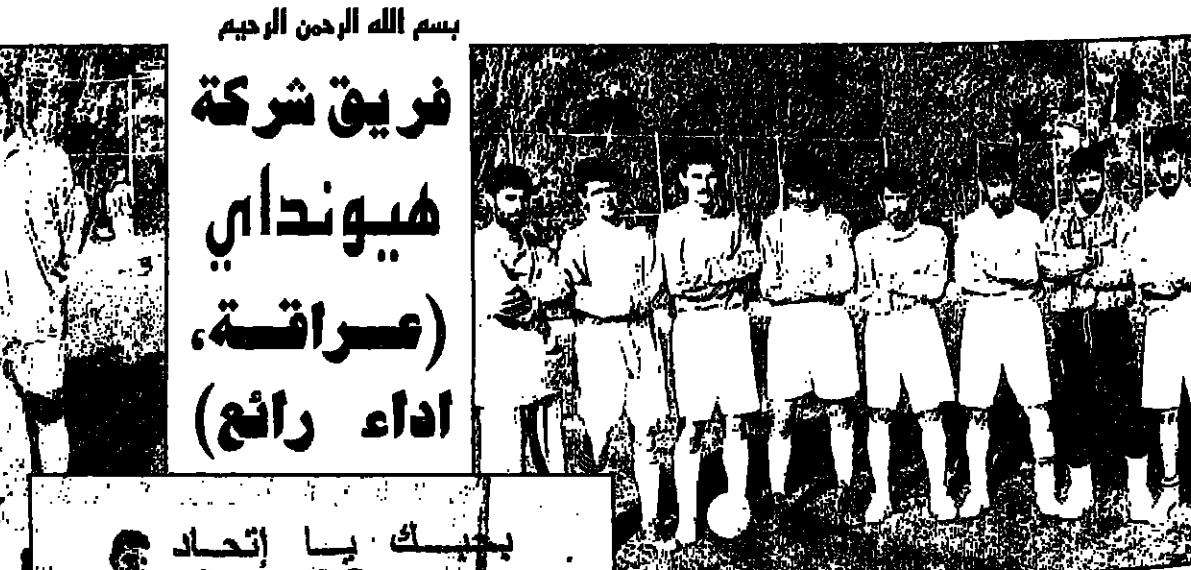 بسم الله الرحمن الرحيم
فريق شركة
هيونداي
(عراقة،
اداء رائع)
بحبك يا إتحاد